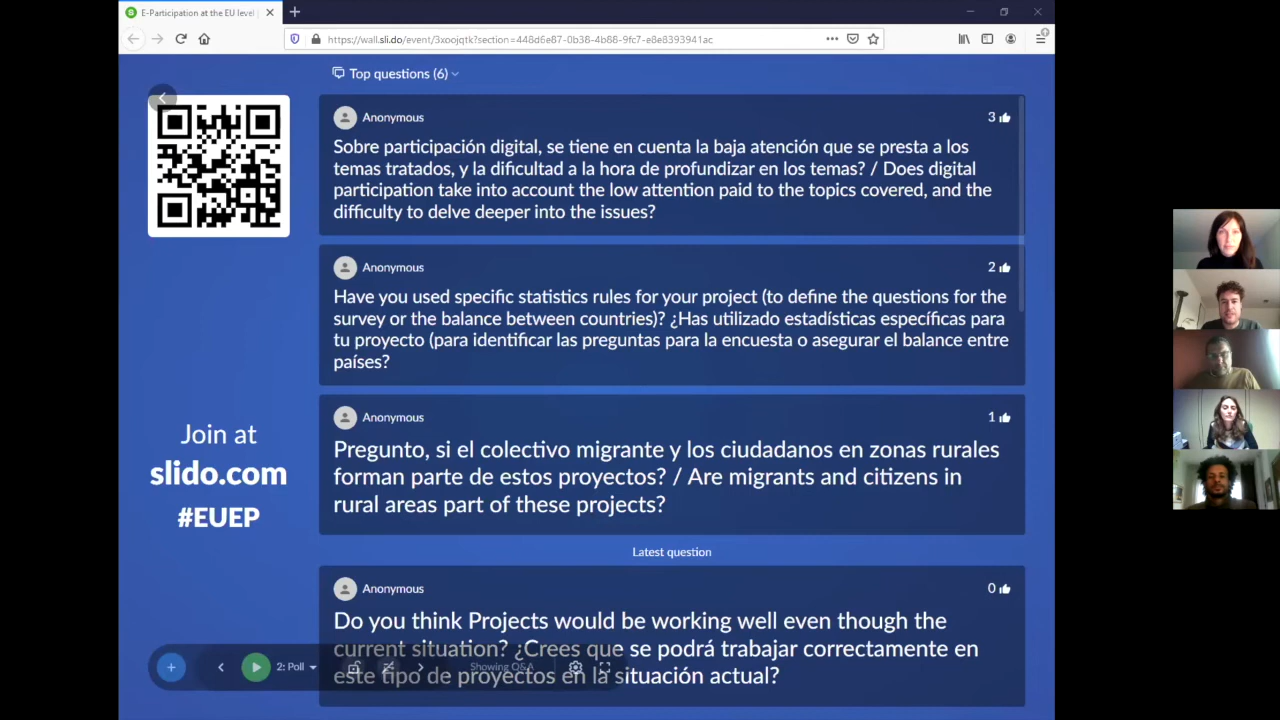 E-Participation at the EU level
https://wall.sli.do/event/3xoojqtk?section=448d6e87-0b38-4b86-9fc7-e8e8393941ac
Top questions (6)
Anonymous
3
Sobre participación digital, se tiene en cuenta la baja atención que se presta a los
temas tratados, y la dificultad a la hora de profundizar en los temas? / Does digital
participation take into account the low attention paid to the topics covered, and the
difficulty to delve deeper into the issues?
Anonymous
2
Have you used specific statistics rules for your project (to define the questions for the
survey or the balance between countries)? ¿Has utilizado estadísticas específicas para
tu proyecto (para identificar las preguntas para la encuesta o asegurar el balance entre
países?
Anonymous
1
Pregunto, si el colectivo migrante y los ciudadanos en zonas rurales
forman parte de estos proyectos? / Are migrants and citizens in
rural areas part of these projects?
Latest question
Anonymous
0
Do you think Projects would be working well even though the
current situation? ¿Crees que se podrá trabajar correctamente en
este tipo de proyectos en la situación actual?
Join at
slido.com
#EUEP
2: Poll
Showing Q&A